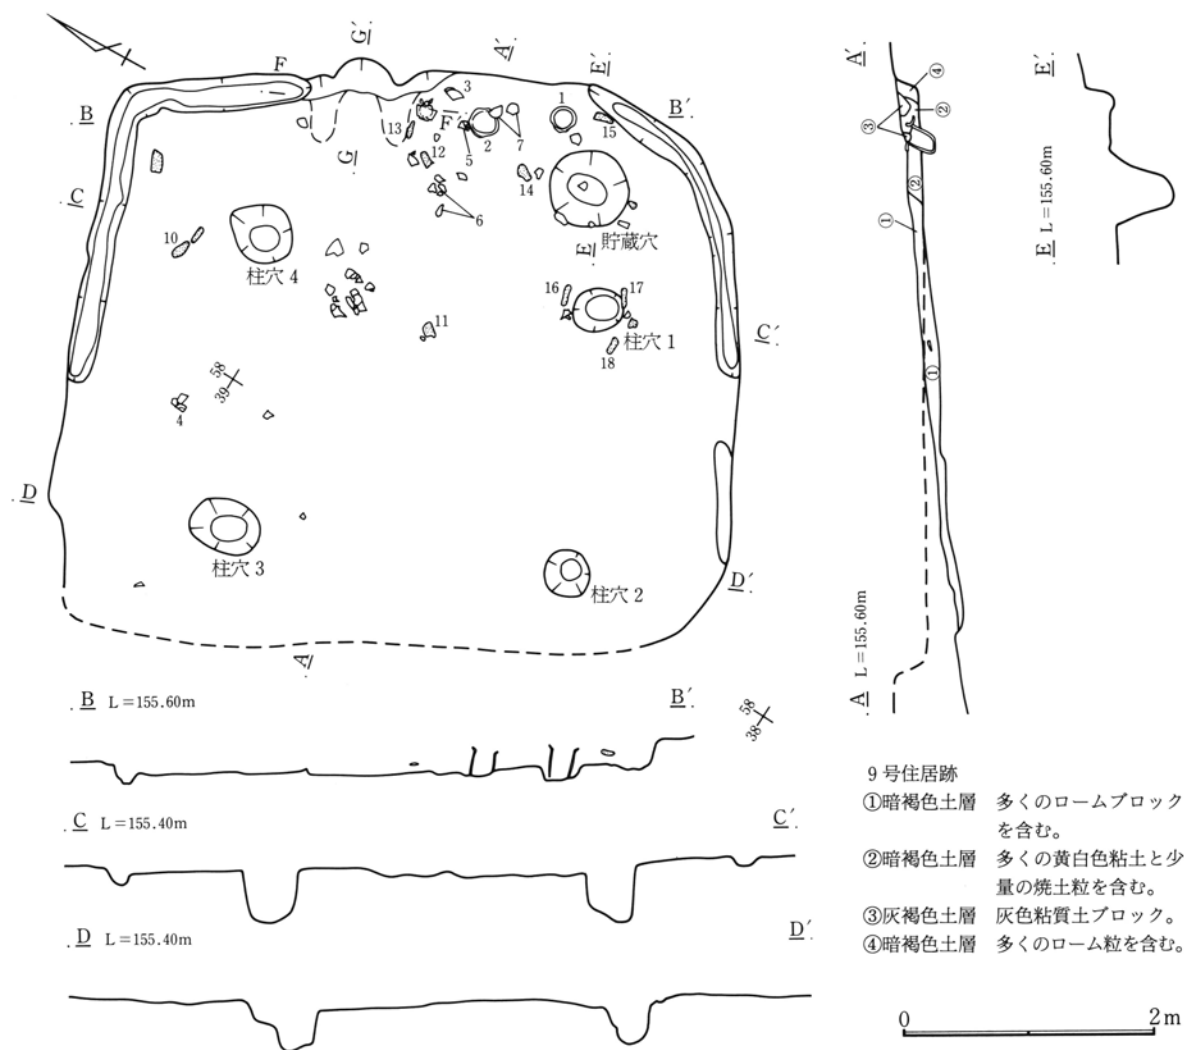 G′
A′
F
3
E′
B
1
B′
13
F′
15
7
2
5
G
12
C
14
6
10
E
貯蔵穴
柱穴 4
16
17
11
柱穴 1
C′
18
58
39
4
D
柱穴 3
柱穴 2
D′
A
B L=155.60m
B′
58
38
C L=155.40m
C′
D L=155.40m
D′
A′
④
②
③
②
①
①
A L=155.60m
E′
E L=155.60m
9号住居跡
①暗褐色土層 多くのロームブロック
を含む。
②暗褐色土層 多くの黄白色粘土と少
量の焼土粒を含む。
③灰褐色土層 灰色粘質土ブロック。
④暗褐色土層 多くのローム粒を含む。
0
2m